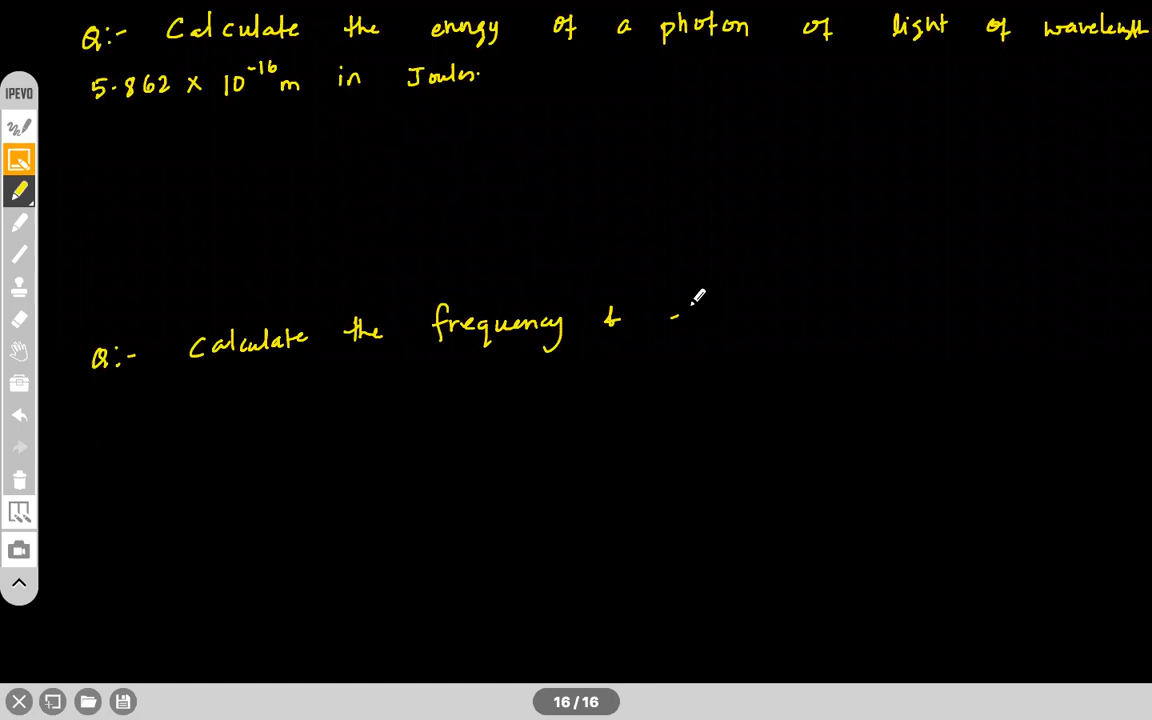 Q:- Calculate the energy of a photon of light of wavelength
5.862 × 10⁻¹⁶ m in Joules.
IPEVO
Q:- Calculate the frequency &
16 / 16